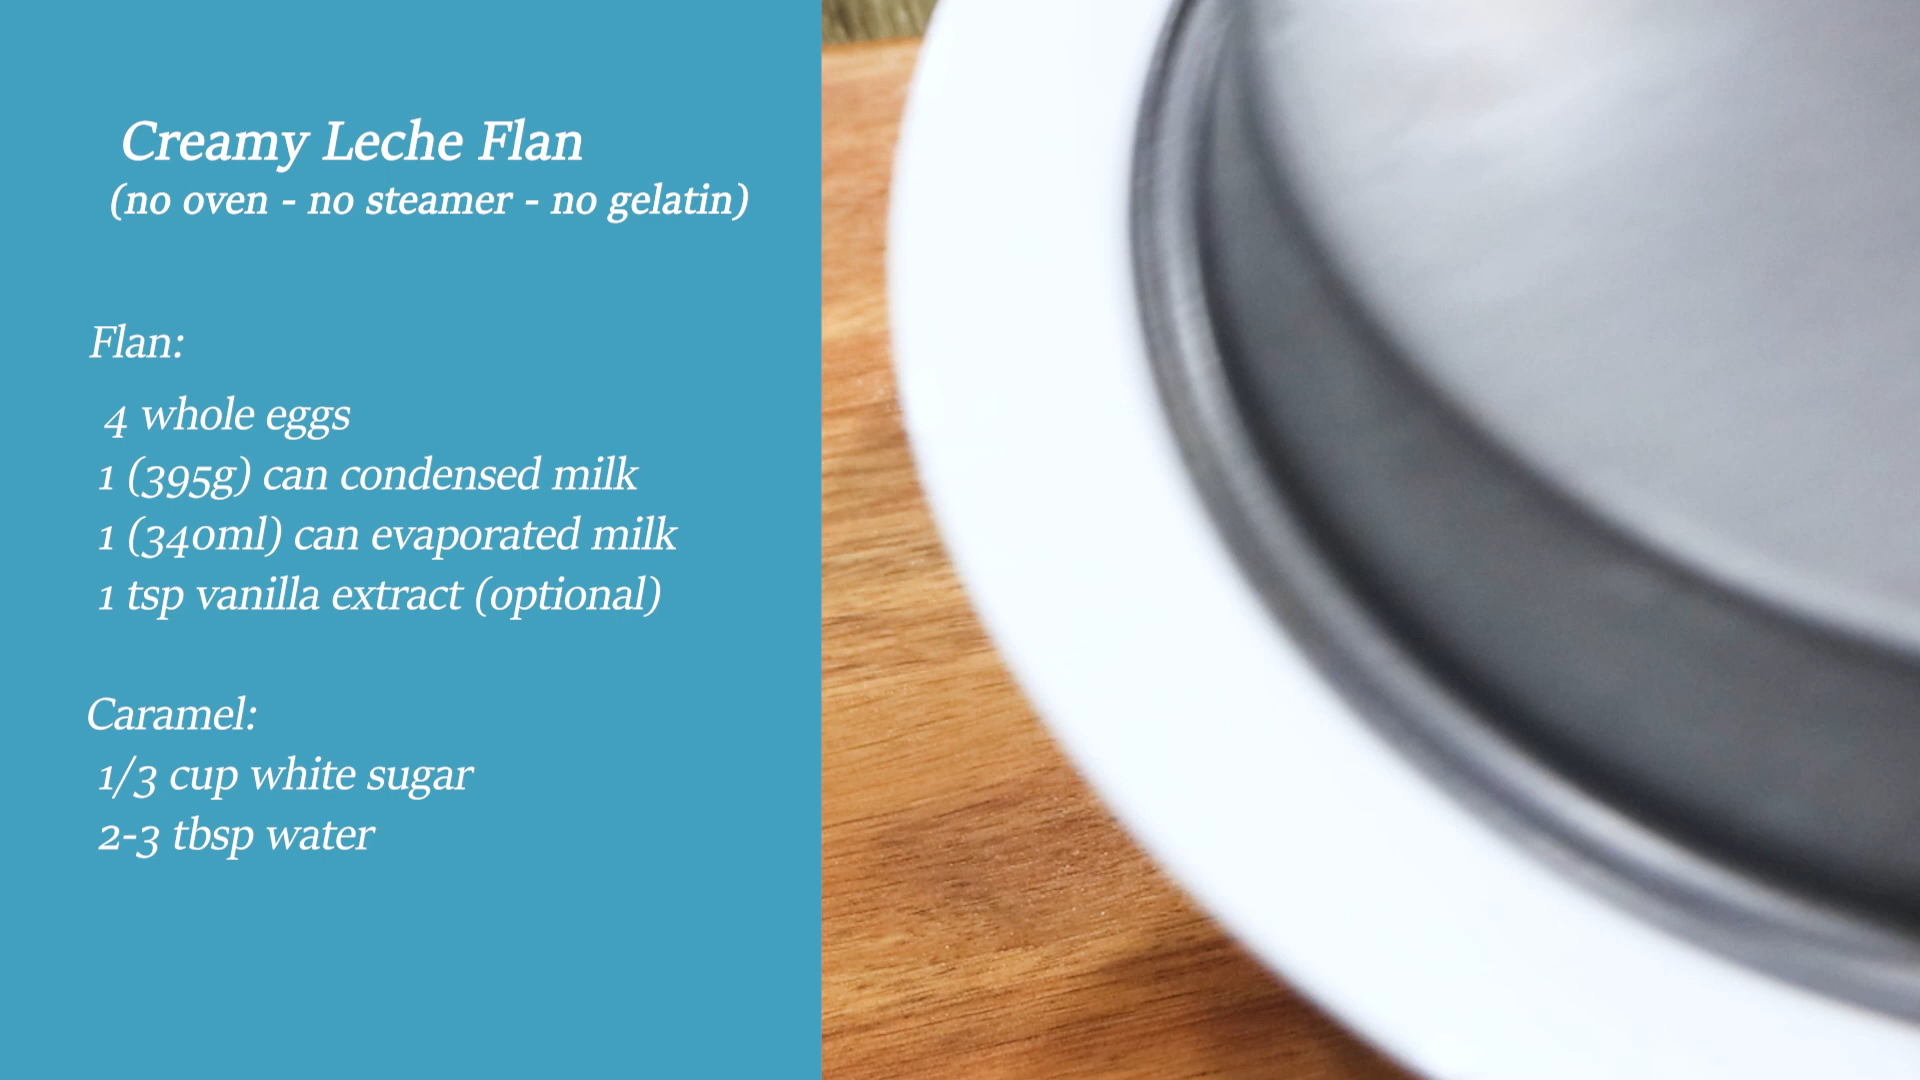 Creamy Leche Flan
(no oven - no steamer - no gelatin)
Flan:
4 whole eggs
1 (395g) can condensed milk
1 (340ml) can evaporated milk
1 tsp vanilla extract (optional)
Caramel:
1/3 cup white sugar
2-3 tbsp water